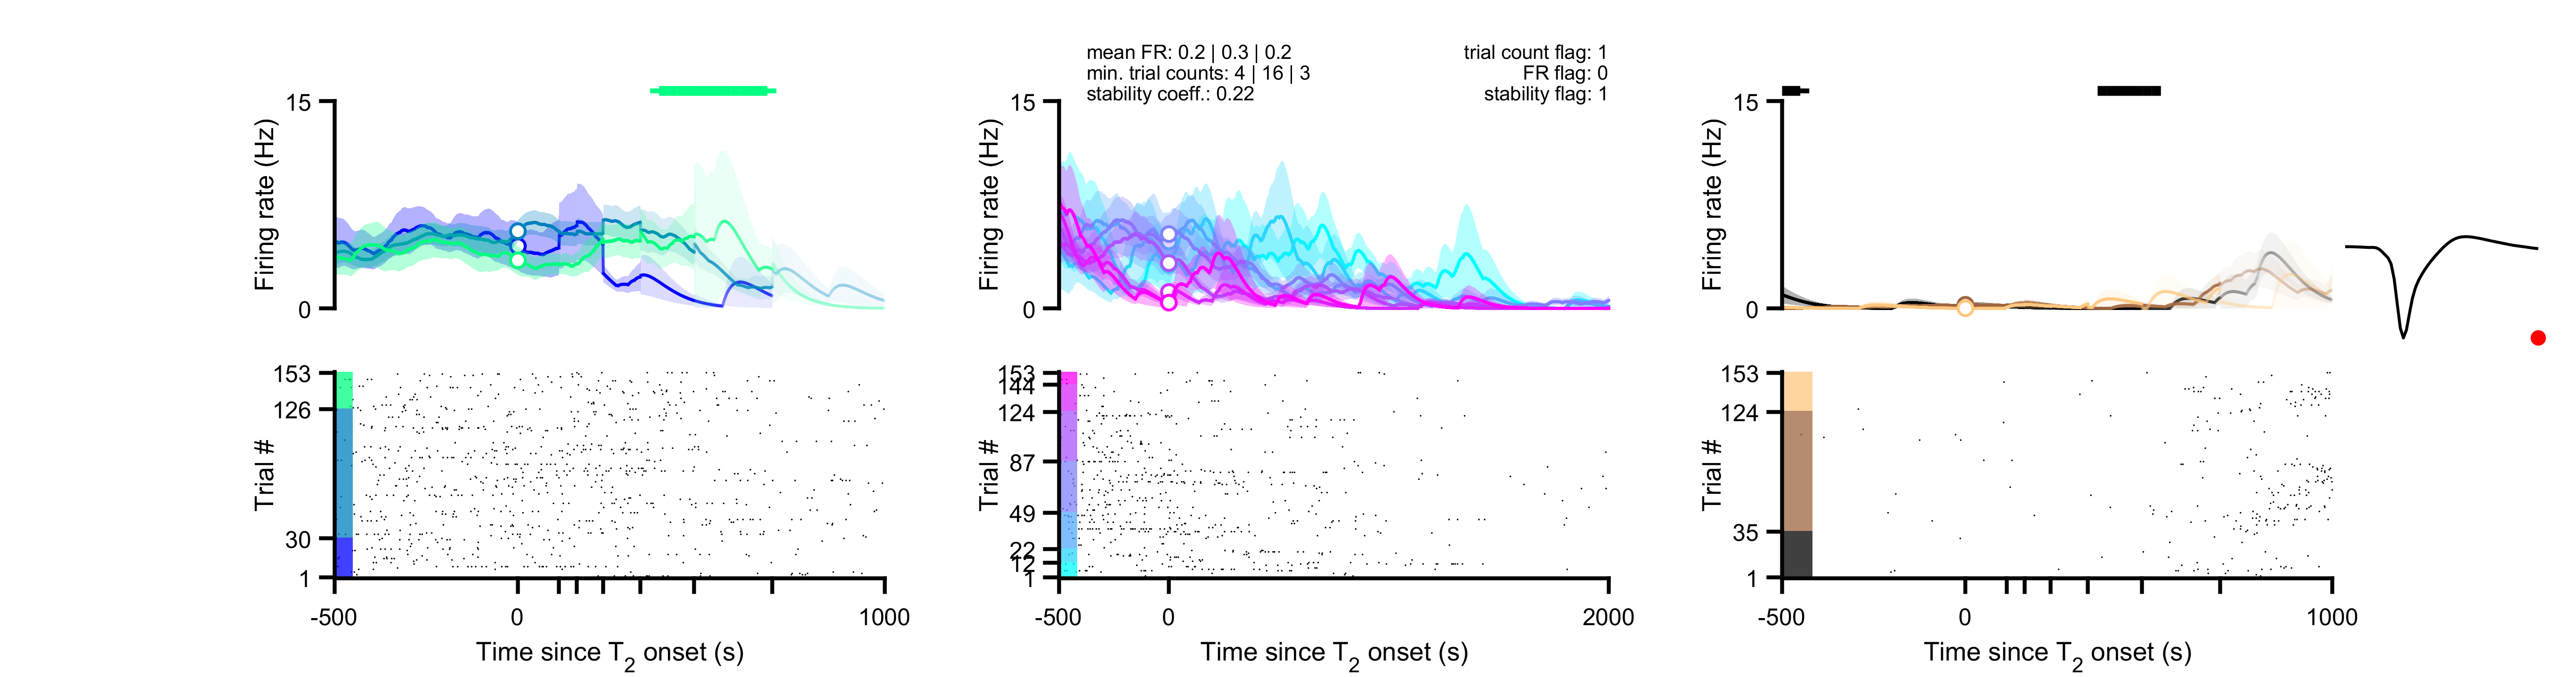 mean FR: 0.2 | 0.3 | 0.2
min. trial counts: 4 | 16 | 3
stability coeff.: 0.22
trial count flag: 1
FR flag: 0
stability flag: 1
15
Firing rate (Hz)
0
15
Firing rate (Hz)
0
15
Firing rate (Hz)
0
153
126
Trial #
30
1
-500
0
1000
Time since T2 onset (s)
153
144
124
87
Trial #
49
22
12
1
-500
0
2000
Time since T2 onset (s)
153
124
Trial #
35
1
-500
0
1000
Time since T2 onset (s)